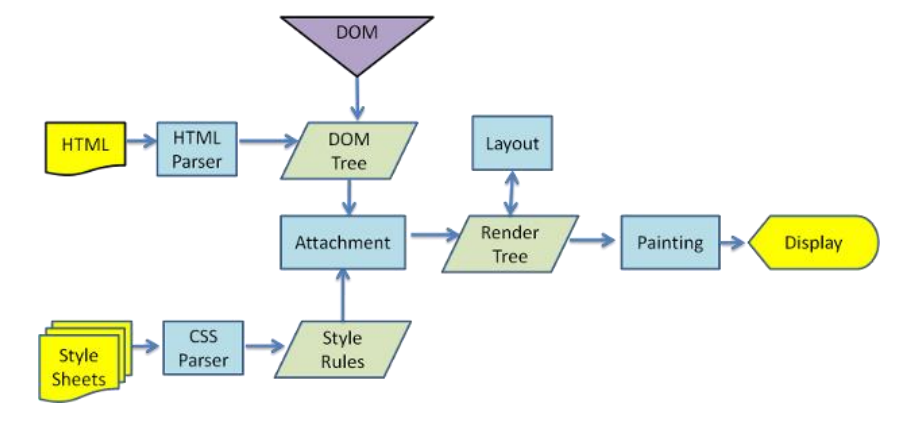 DOM
HTML
HTML
Parser
DOM
Tree
Layout
Attachment
Render
Tree
Painting
Display
Style
Sheets
CSS
Parser
Style
Rules